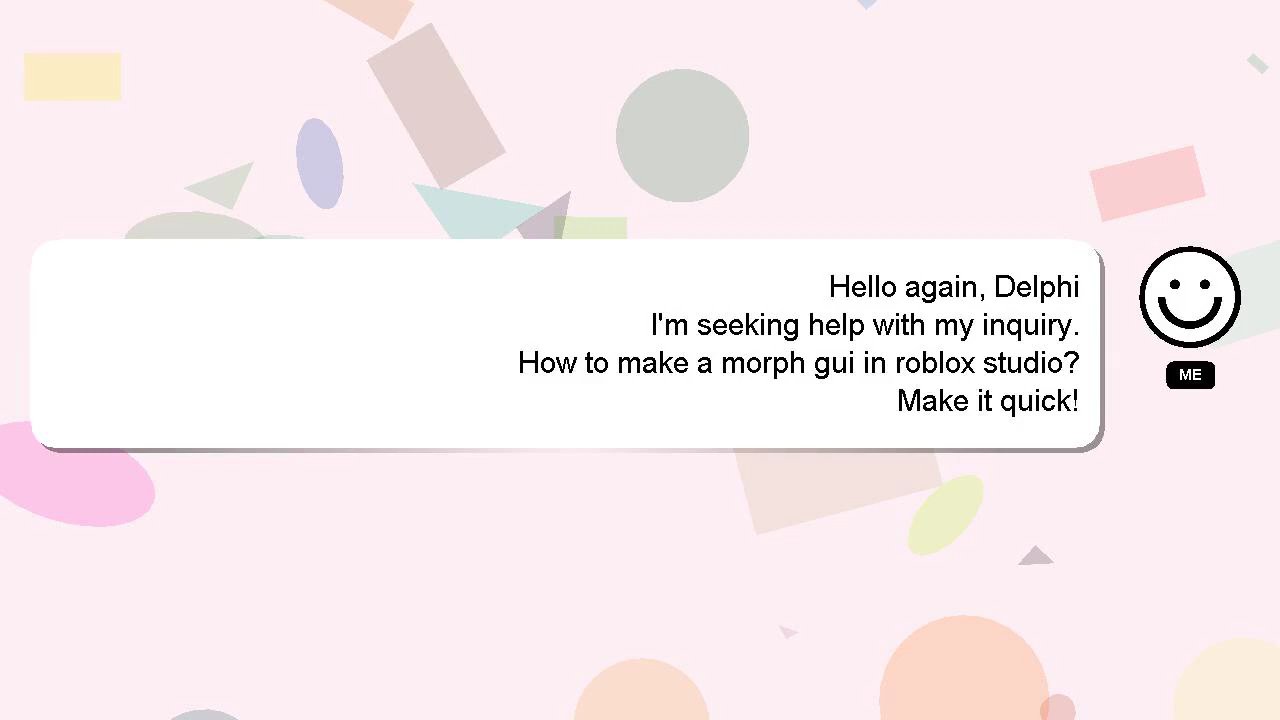 Hello again, Delphi
I'm seeking help with my inquiry.
How to make a morph gui in roblox studio?
Make it quick!
ME